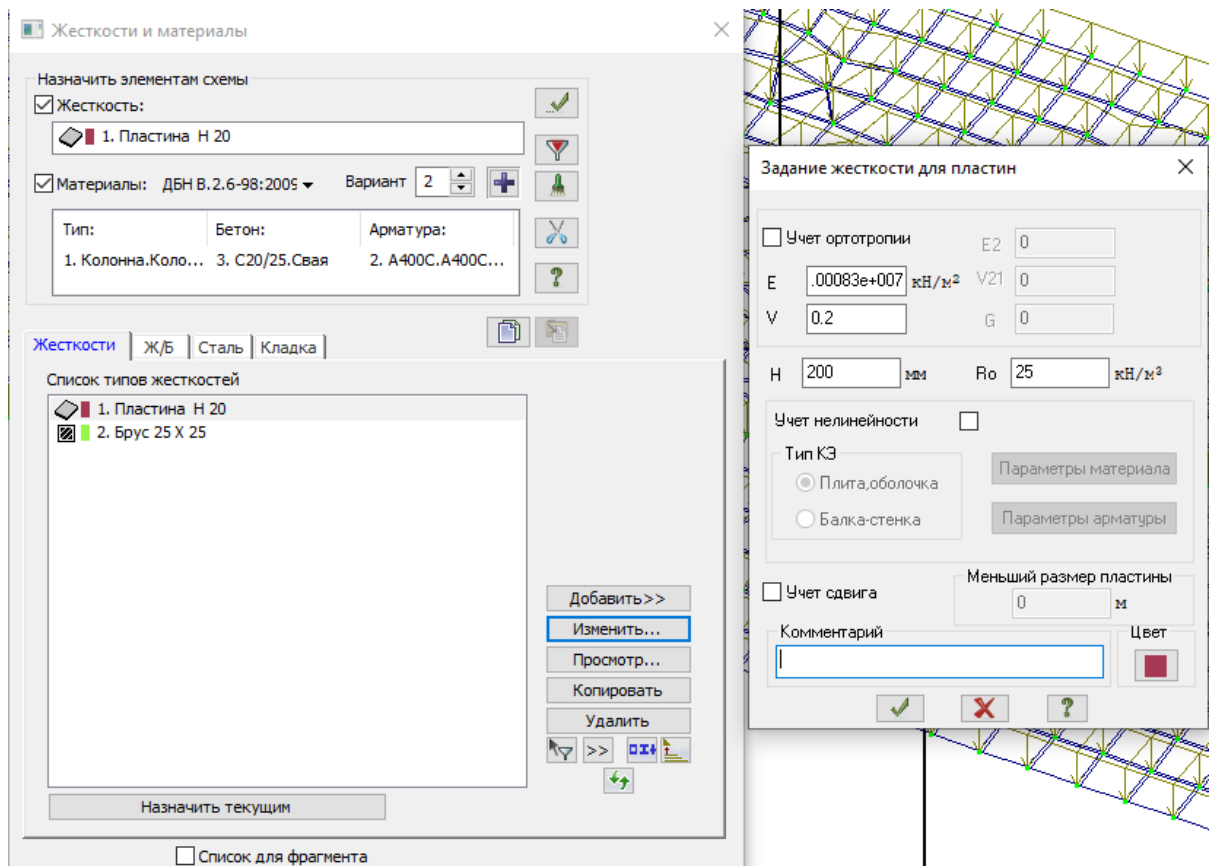 Жесткости и материалы
Назначить элементам схемы
Жесткость:
1. Пластина Н 20
Материалы: ДБН В.2.6-98:2009 Вариант 2
Тип: Бетон: Арматура:
1. Колонна.Коло... 3. С20/25.Свая 2. А400С.А400С...
Жесткости Ж/Б Сталь Кладка
Список типов жесткостей
1. Пластина Н 20
2. Брус 25 X 25
Добавить>>
Изменить...
Просмотр...
Копировать
Удалить
>>
Назначить текущим
Список для фрагмента
Задание жесткости для пластин
Учет ортотропии
E2 0
E .00083e+007 кН/м²
V21 0
V 0.2
G 0
H 200 мм Ro 25 кН/м³
Учет нелинейности
Тип КЭ
Плита,оболочка
Балка-стенка
Параметры материала
Параметры арматуры
Учет сдвига
Меньший размер пластины
0 м
Комментарий
Цвет